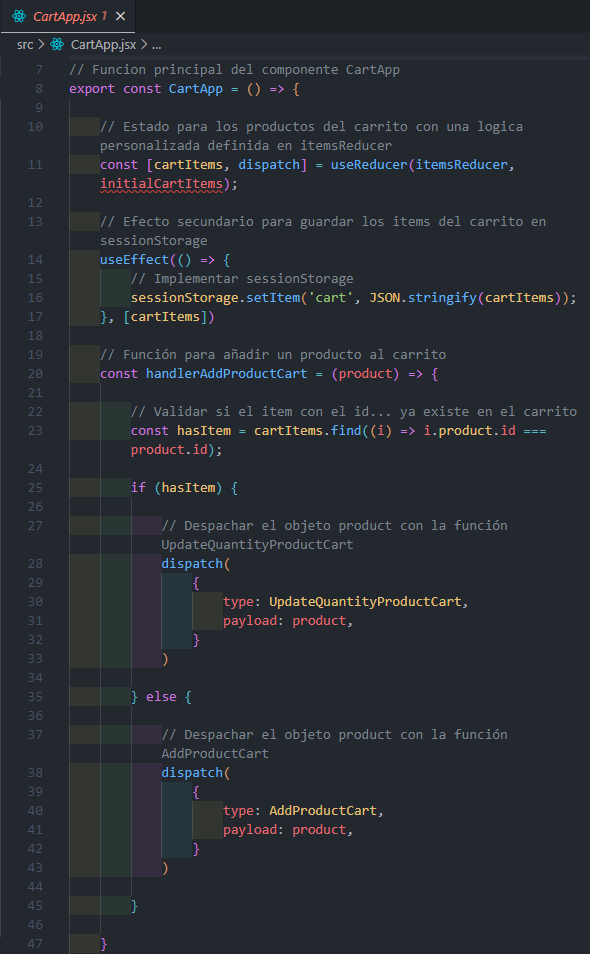 CartApp.jsx 1 ×
src > CartApp.jsx > ...
7 // Funcion principal del componente CartApp
8 export const CartApp = () => {
9
10 // Estado para los productos del carrito con una logica
personalizada definida en itemsReducer
11 const [cartItems, dispatch] = useReducer(itemsReducer,
initialCartItems);
12
13 // Efecto secundario para guardar los items del carrito en
sessionStorage
14 useEffect(() => {
15 // Implementar sessionStorage
16 sessionStorage.setItem('cart', JSON.stringify(cartItems));
17 }, [cartItems])
18
19 // Función para añadir un producto al carrito
20 const handlerAddProductCart = (product) => {
21
22 // Validar si el item con el id... ya existe en el carrito
23 const hasItem = cartItems.find((i) => i.product.id ===
product.id);
24
25 if (hasItem) {
26
27 // Despachar el objeto product con la función
UpdateQuantityProductCart
28 dispatch(
29 {
30 type: UpdateQuantityProductCart,
31 payload: product,
32 }
33 )
34
35 } else {
36
37 // Despachar el objeto product con la función
AddProductCart
38 dispatch(
39 {
40 type: AddProductCart,
41 payload: product,
42 }
43 )
44
45 }
46
47 }